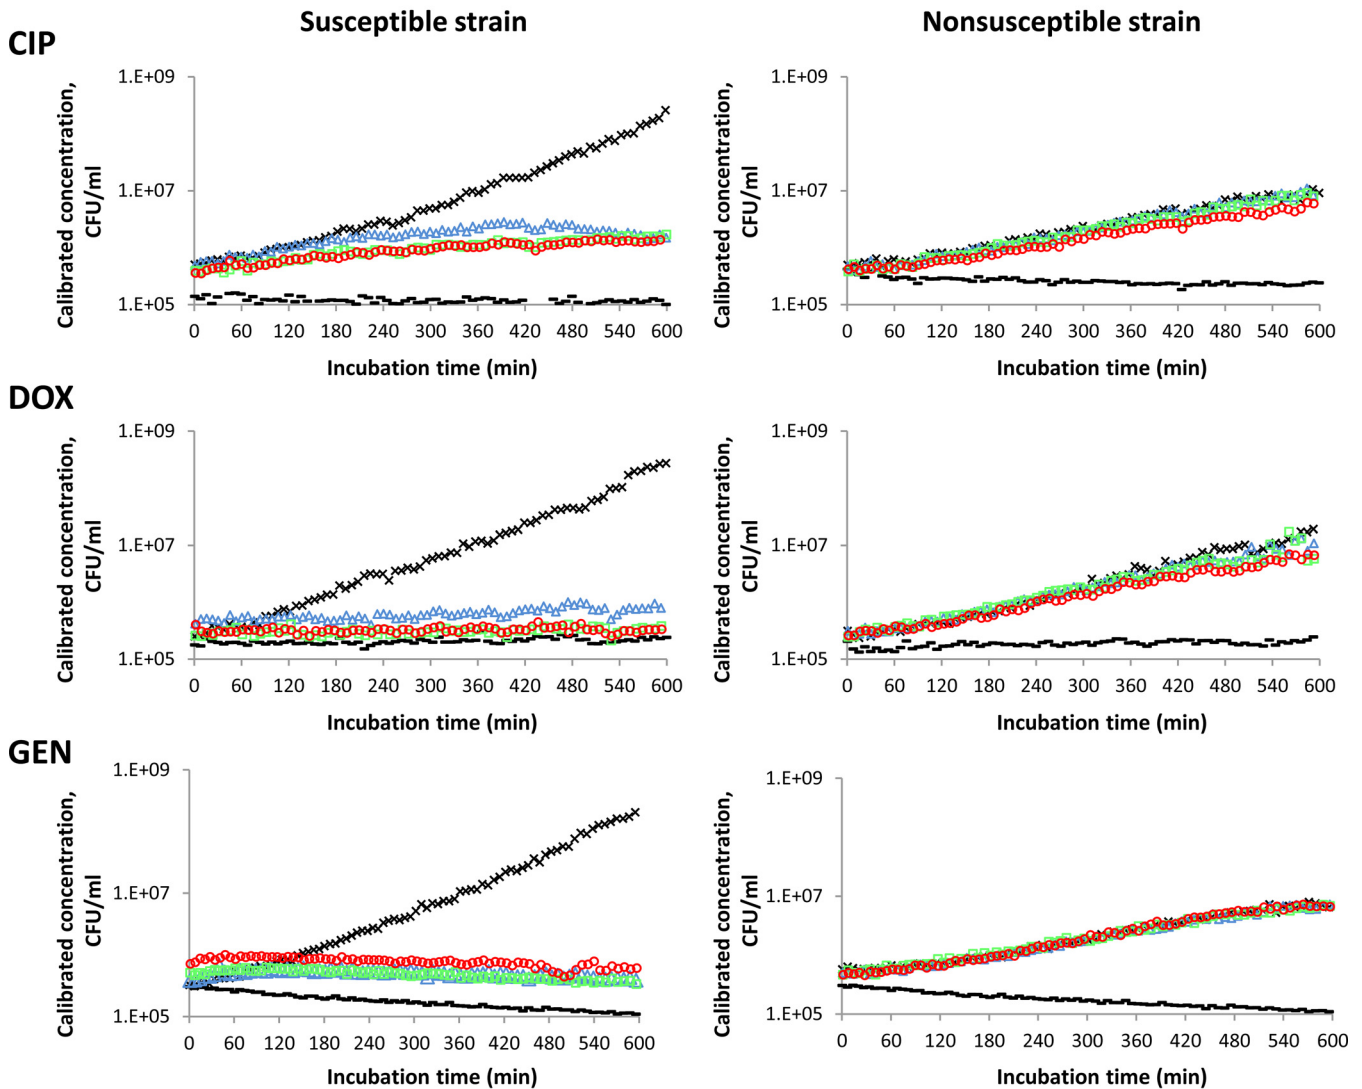 Susceptible strain
Nonsusceptible strain
CIP
Calibrated concentration,
CFU/ml
1.E+09
1.E+07
1.E+05
0 60 120 180 240 300 360 420 480 540 600
Incubation time (min)
Calibrated concentration,
CFU/ml
1.E+09
1.E+07
1.E+05
0 60 120 180 240 300 360 420 480 540 600
Incubation time (min)
DOX
Calibrated concentration,
CFU/ml
1.E+09
1.E+07
1.E+05
0 60 120 180 240 300 360 420 480 540 600
Incubation time (min)
Calibrated concentration,
CFU/ml
1.E+09
1.E+07
1.E+05
0 60 120 180 240 300 360 420 480 540 600
Incubation time (min)
GEN
Calibrated concentration,
CFU/ml
1.E+09
1.E+07
1.E+05
0 60 120 180 240 300 360 420 480 540 600
Incubation time (min)
Calibrated concentration,
CFU/ml
1.E+09
1.E+07
1.E+05
0 60 120 180 240 300 360 420 480 540 600
Incubation time (min)